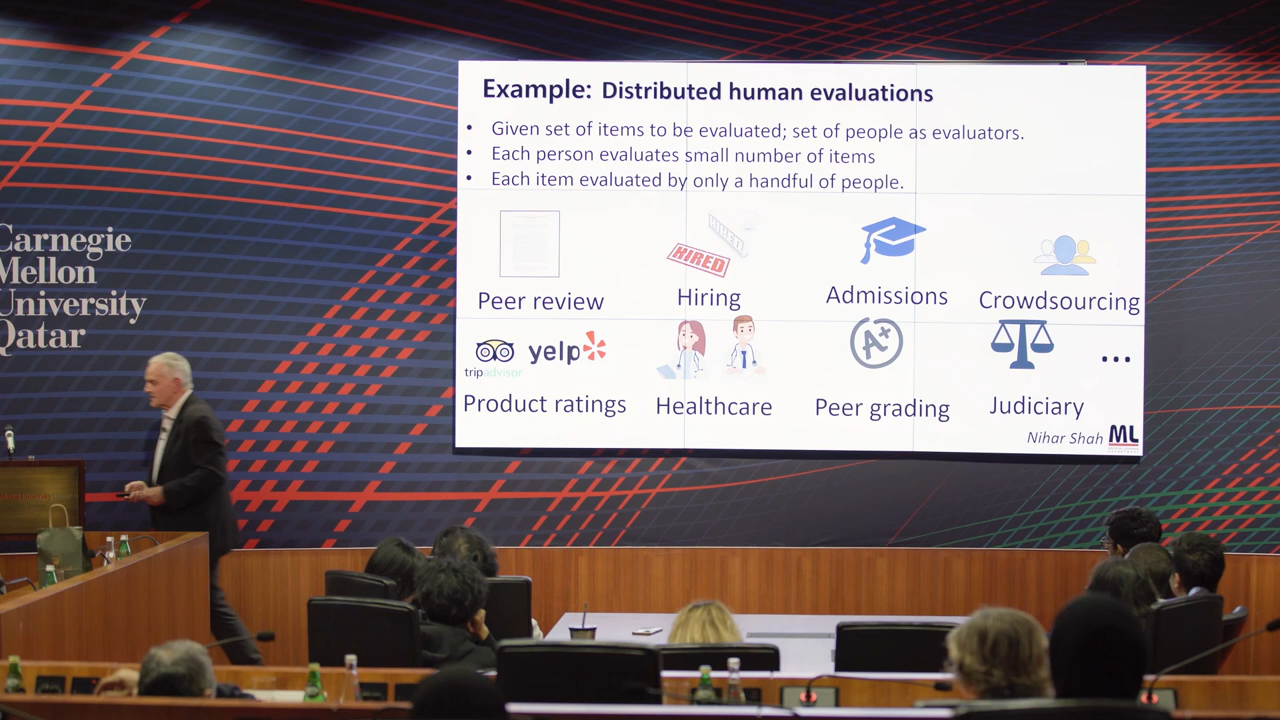 Example: Distributed human evaluations
• Given set of items to be evaluated; set of people as evaluators.
• Each person evaluates small number of items
• Each item evaluated by only a handful of people.
HIRED
HIRED
Peer review
Hiring
Admissions
Crowdsourcing
tripadvisor
yelp
A+
...
Product ratings
Healthcare
Peer grading
Judiciary
Nihar Shah ML
Carnegie
Mellon
University
Qatar